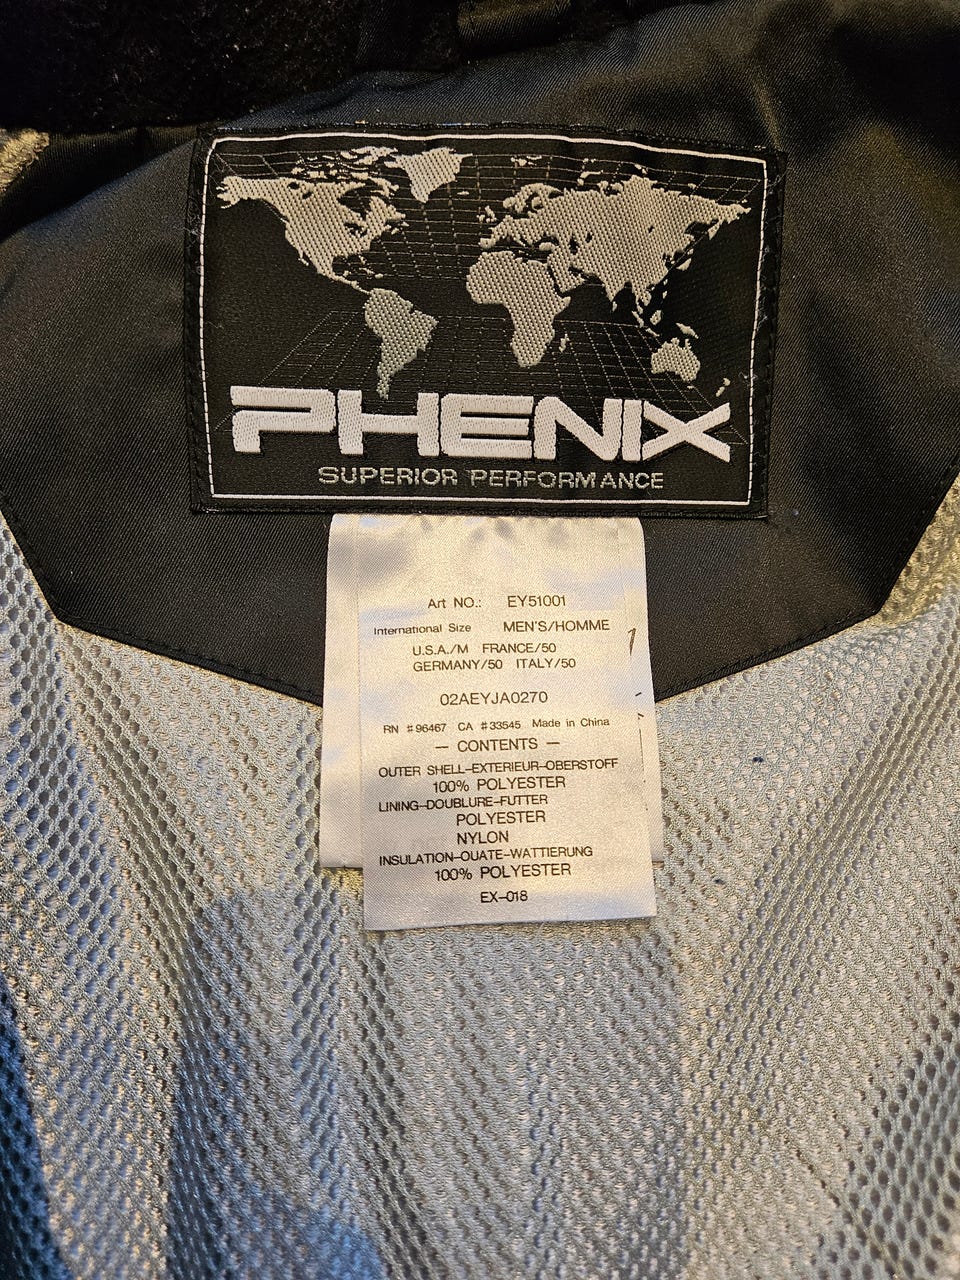 PHENIX
SUPERIOR PERFORMANCE
Art NO.: EY51001
International Size MEN'S/HOMME
U.S.A./M FRANCE/50
GERMANY/50 ITALY/50
02AEYJA0270
RN #96467 CA #33545 Made in China
— CONTENTS —
OUTER SHELL-EXTERIEUR-OBERSTOFF
100% POLYESTER
LINING-DOUBLURE-FUTTER
POLYESTER
NYLON
INSULATION-OUATE-WATTIERUNG
100% POLYESTER
EX-018